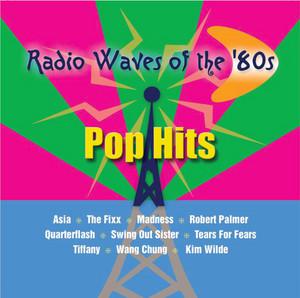 Radio Waves of the '80s
Pop Hits
Asia ✳ The Fixx ✳ Madness ✳ Robert Palmer
Quarterflash ✳ Swing Out Sister ✳ Tears For Fears
Tiffany ✳ Wang Chung ✳ Kim Wilde